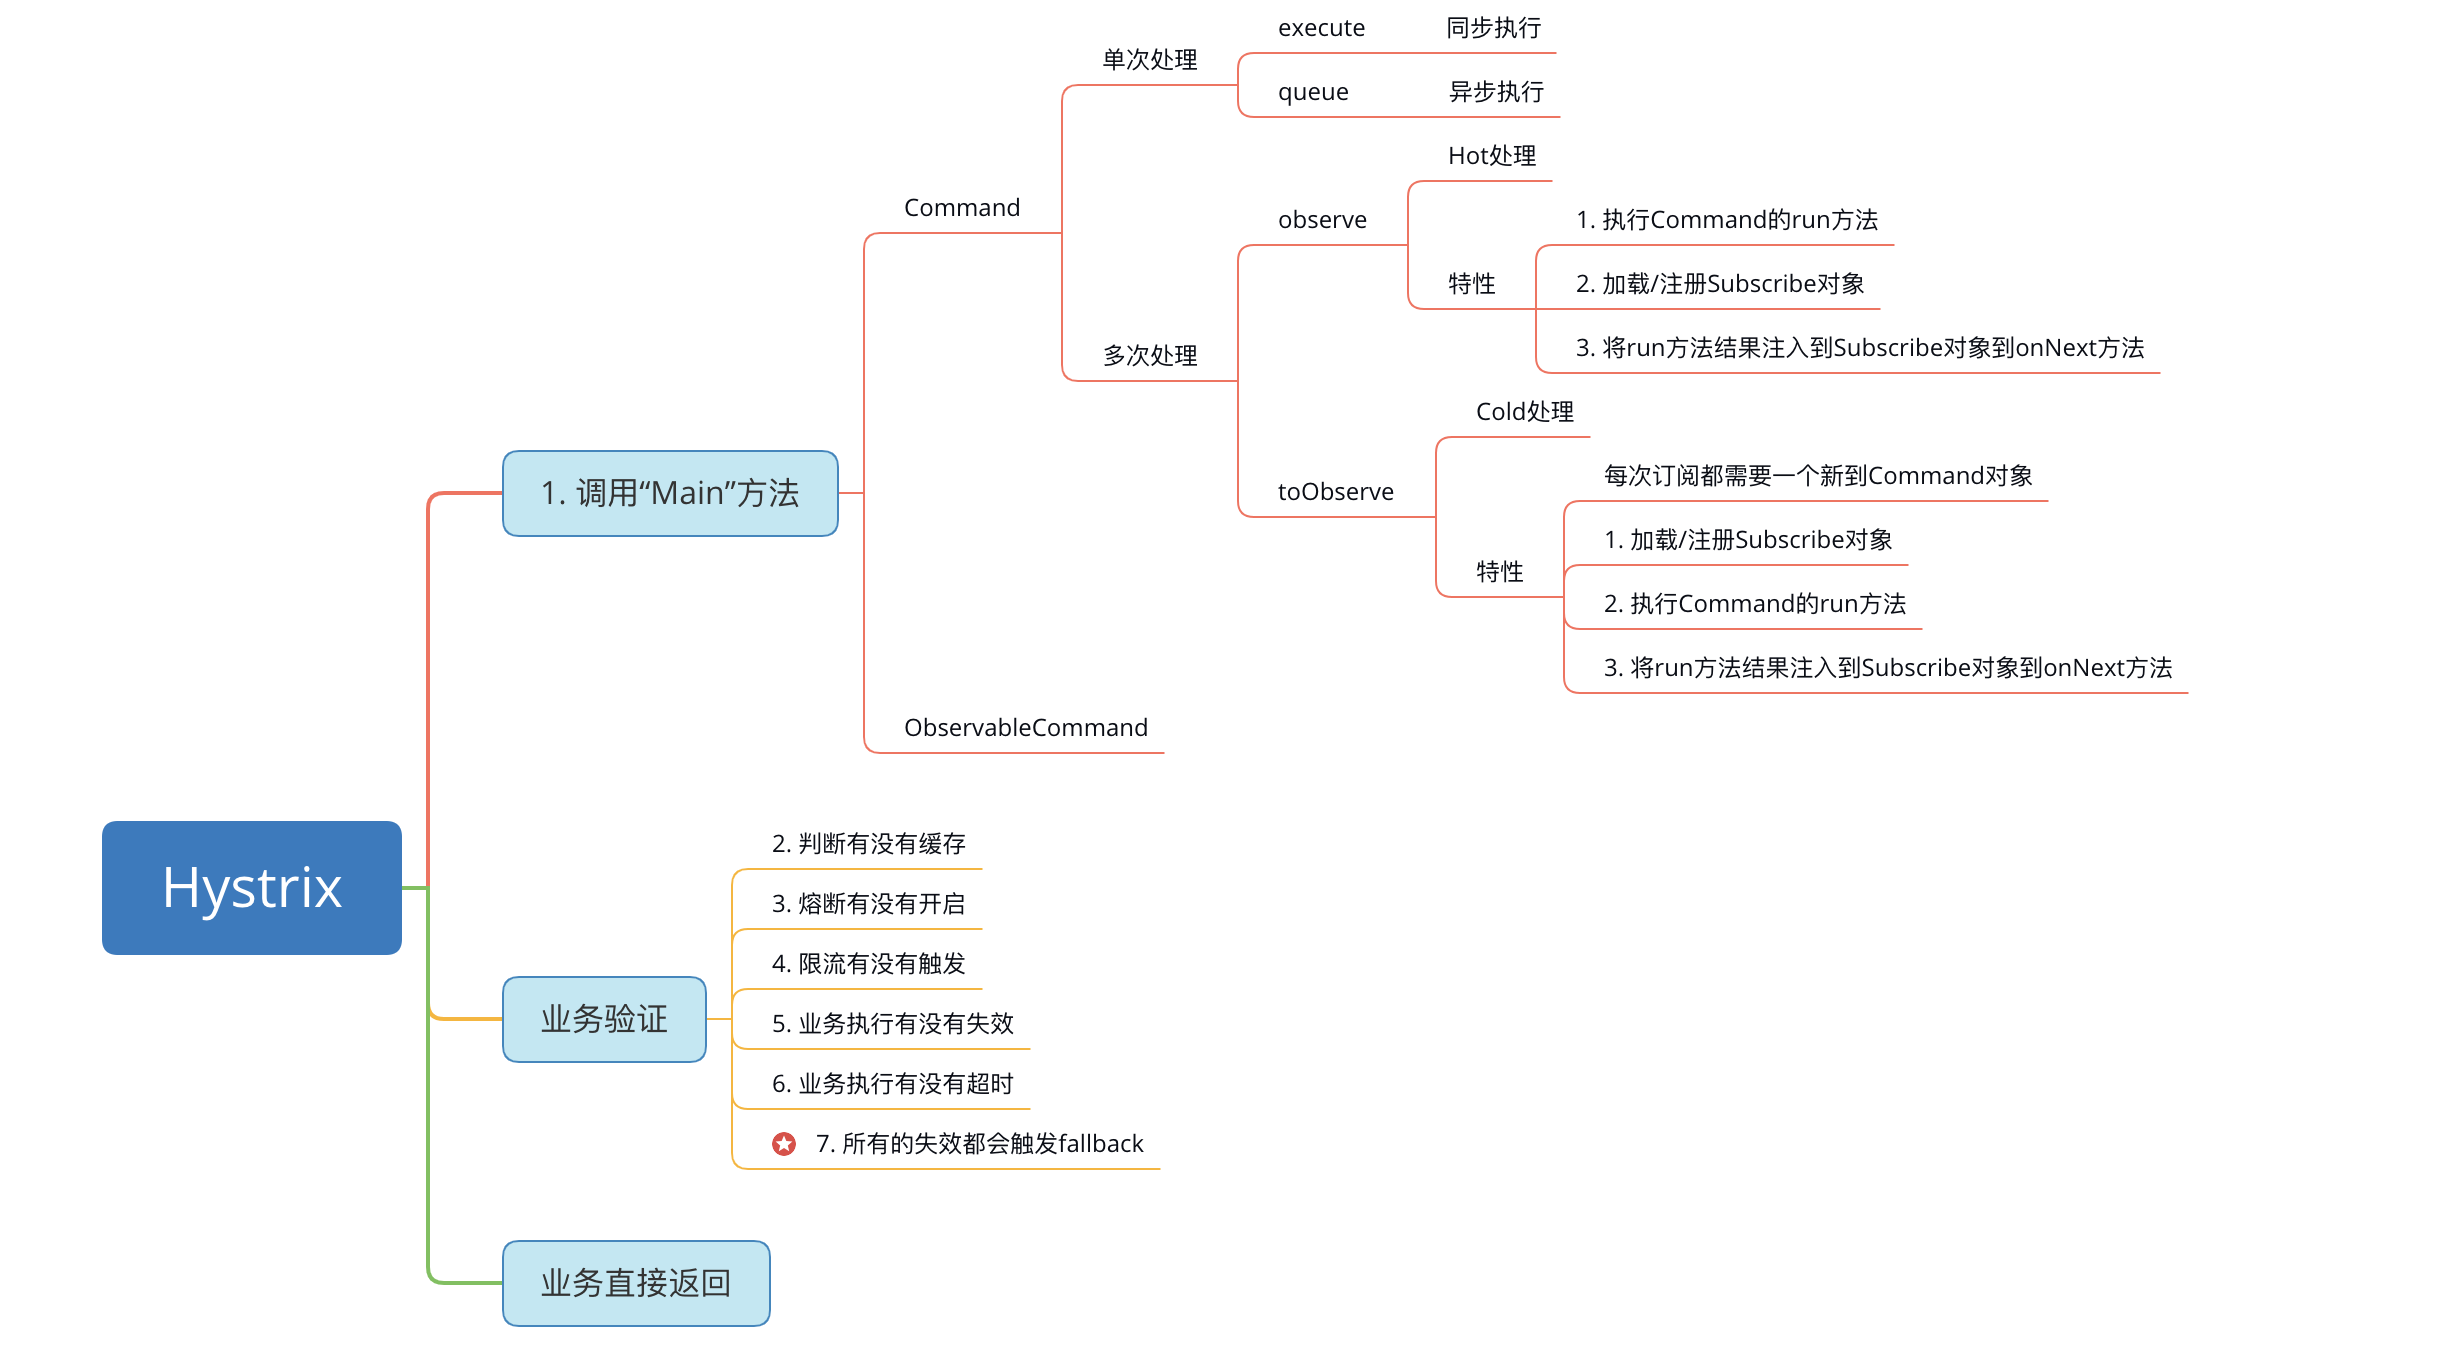 Hystrix
1. 调用“Main”方法
Command
单次处理
execute 同步执行
queue 异步执行
多次处理
observe
Hot处理
特性
1. 执行Command的run方法
2. 加载/注册Subscribe对象
3. 将run方法结果注入到Subscribe对象到onNext方法
toObserve
Cold处理
特性
每次订阅都需要一个新到Command对象
1. 加载/注册Subscribe对象
2. 执行Command的run方法
3. 将run方法结果注入到Subscribe对象到onNext方法
ObservableCommand
业务验证
2. 判断有没有缓存
3. 熔断有没有开启
4. 限流有没有触发
5. 业务执行有没有失效
6. 业务执行有没有超时
7. 所有的失效都会触发fallback
业务直接返回